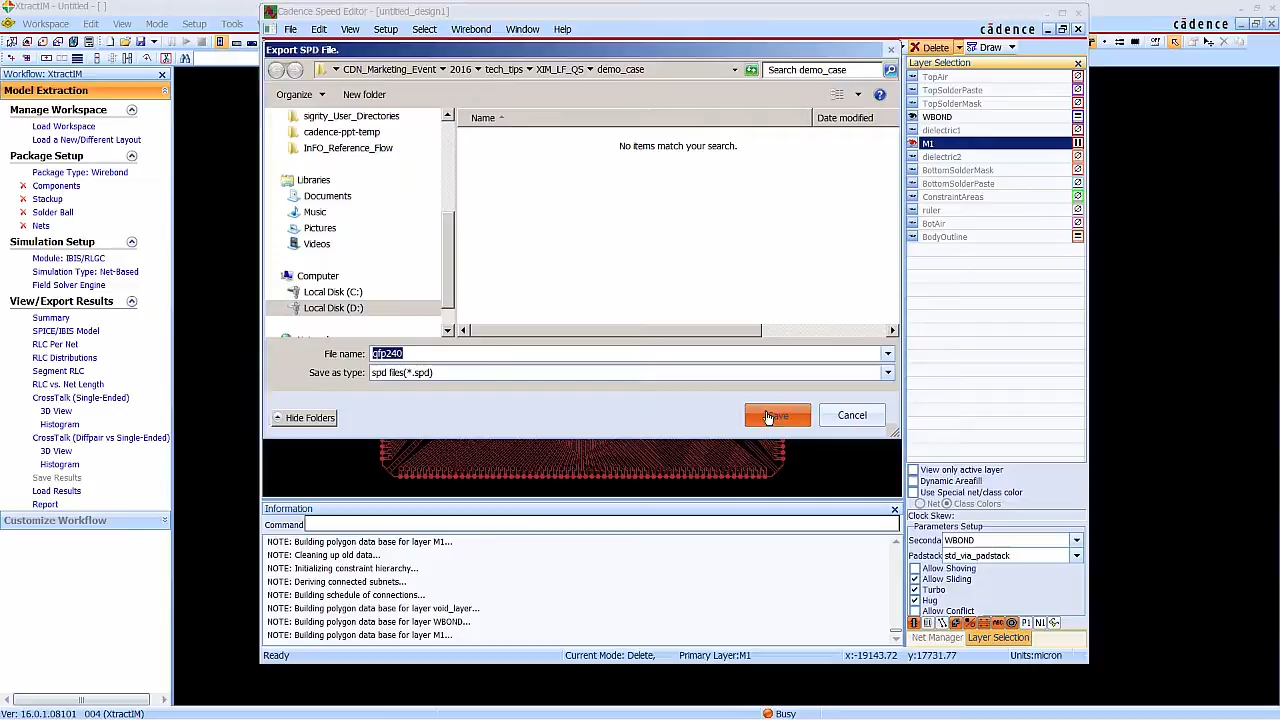 XtractIM - Untitled - [ ]
Workspace Edit View Mode Setup Tools
Workflow: XtractIM
Model Extraction
Manage Workspace
Load Workspace
Load a New/Different Layout
Package Setup
Package Type: Wirebond
Components
Stackup
Solder Ball
Nets
Simulation Setup
Module: IBIS/RLGC
Simulation Type: Net-Based
Field Solver Engine
View/Export Results
Summary
SPICE/IBIS Model
RLC Per Net
RLC Distributions
Segment RLC
RLC vs. Net Length
CrossTalk (Single-Ended)
3D View
Histogram
CrossTalk (Diffpair vs Single-Ended)
3D View
Histogram
Save Results
Load Results
Report
Customize Workflow
Ver: 16.0.1.08101 004 (XtractIM)
Busy
Cadence Speed Editor - [untitled_design1]
File Edit View Setup Select Wirebond Window Help
cādence
Export SPD File.
CDN_Marketing_Event 2016 tech_tips XIM_LF_QS demo_case
Search demo_case
Organize New folder
sigrity_User_Directories
cadence-ppt-temp
InFO_Reference_Flow
Libraries
Documents
Music
Pictures
Videos
Computer
Local Disk (C:)
Local Disk (D:)
Name Date modified
No items match your search.
File name: qfp240
Save as type: spd files(*.spd)
Hide Folders
Cancel
Information
Command
NOTE: Building polygon data base for layer M1...
NOTE: Cleaning up old data...
NOTE: Initializing constraint hierarchy...
NOTE: Deriving connected subnets...
NOTE: Building schedule of connections...
NOTE: Building polygon data base for layer void_layer...
NOTE: Building polygon data base for layer WBOND...
NOTE: Building polygon data base for layer M1...
Ready Current Mode: Delete, Primary Layer:M1 x:-19143.72 y:17731.77 Units:micron
Delete Draw
Layer Selection
TopAir
TopSolderPaste
TopSolderMask
WBOND
dielectric1
M1
dielectric2
BottomSolderMask
BottomSolderPaste
ConstraintAreas
ruler
BotAir
BodyOutline
View only active layer
Dynamic Areafill
Use Special net/class color
Net Class Colors
Clock Skew:
Parameters Setup
Seconda WBOND
Padstack std_via_padstack
Allow Shoving
Allow Sliding
Turbo
Hug
Allow Conflict
P1 N1
Net Manager Layer Selection
cādence